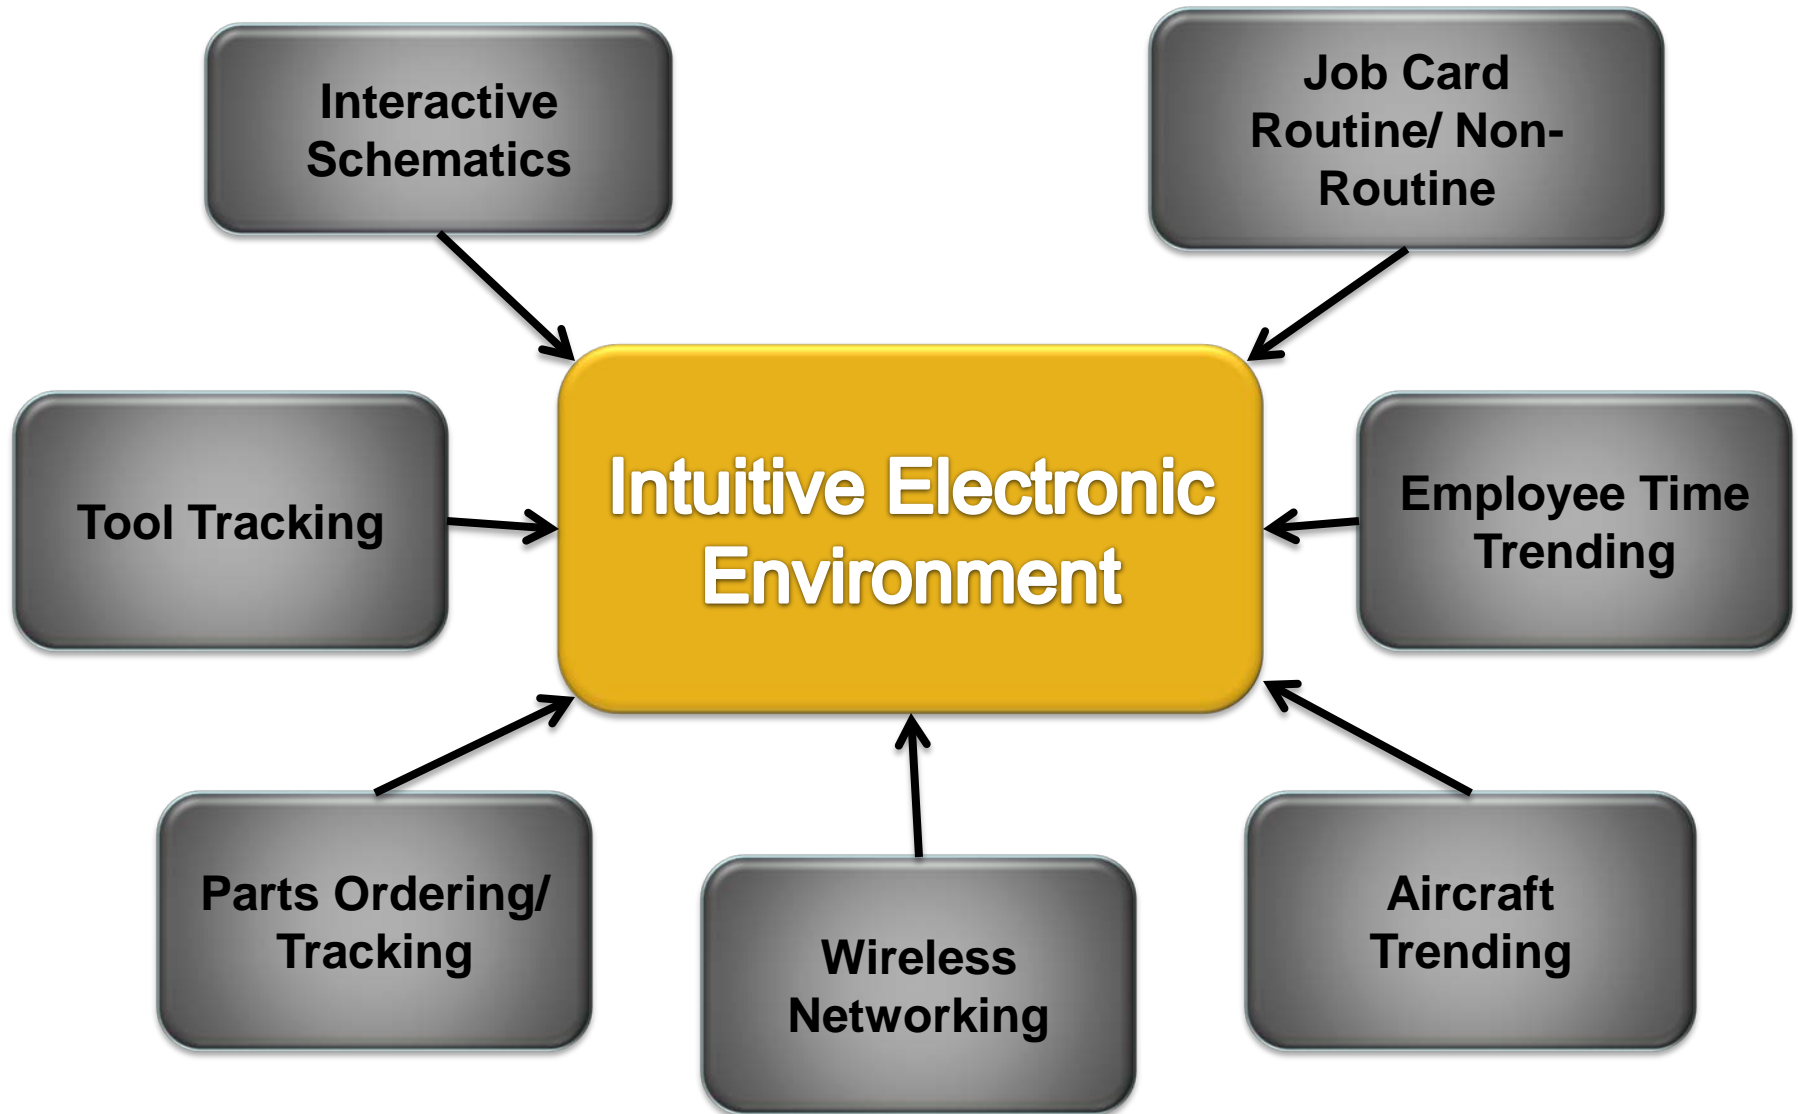 Interactive
Schematics
Job Card
Routine/ Non-
Routine
Tool Tracking
Intuitive Electronic
Environment
Employee Time
Trending
Parts Ordering/
Tracking
Wireless
Networking
Aircraft
Trending